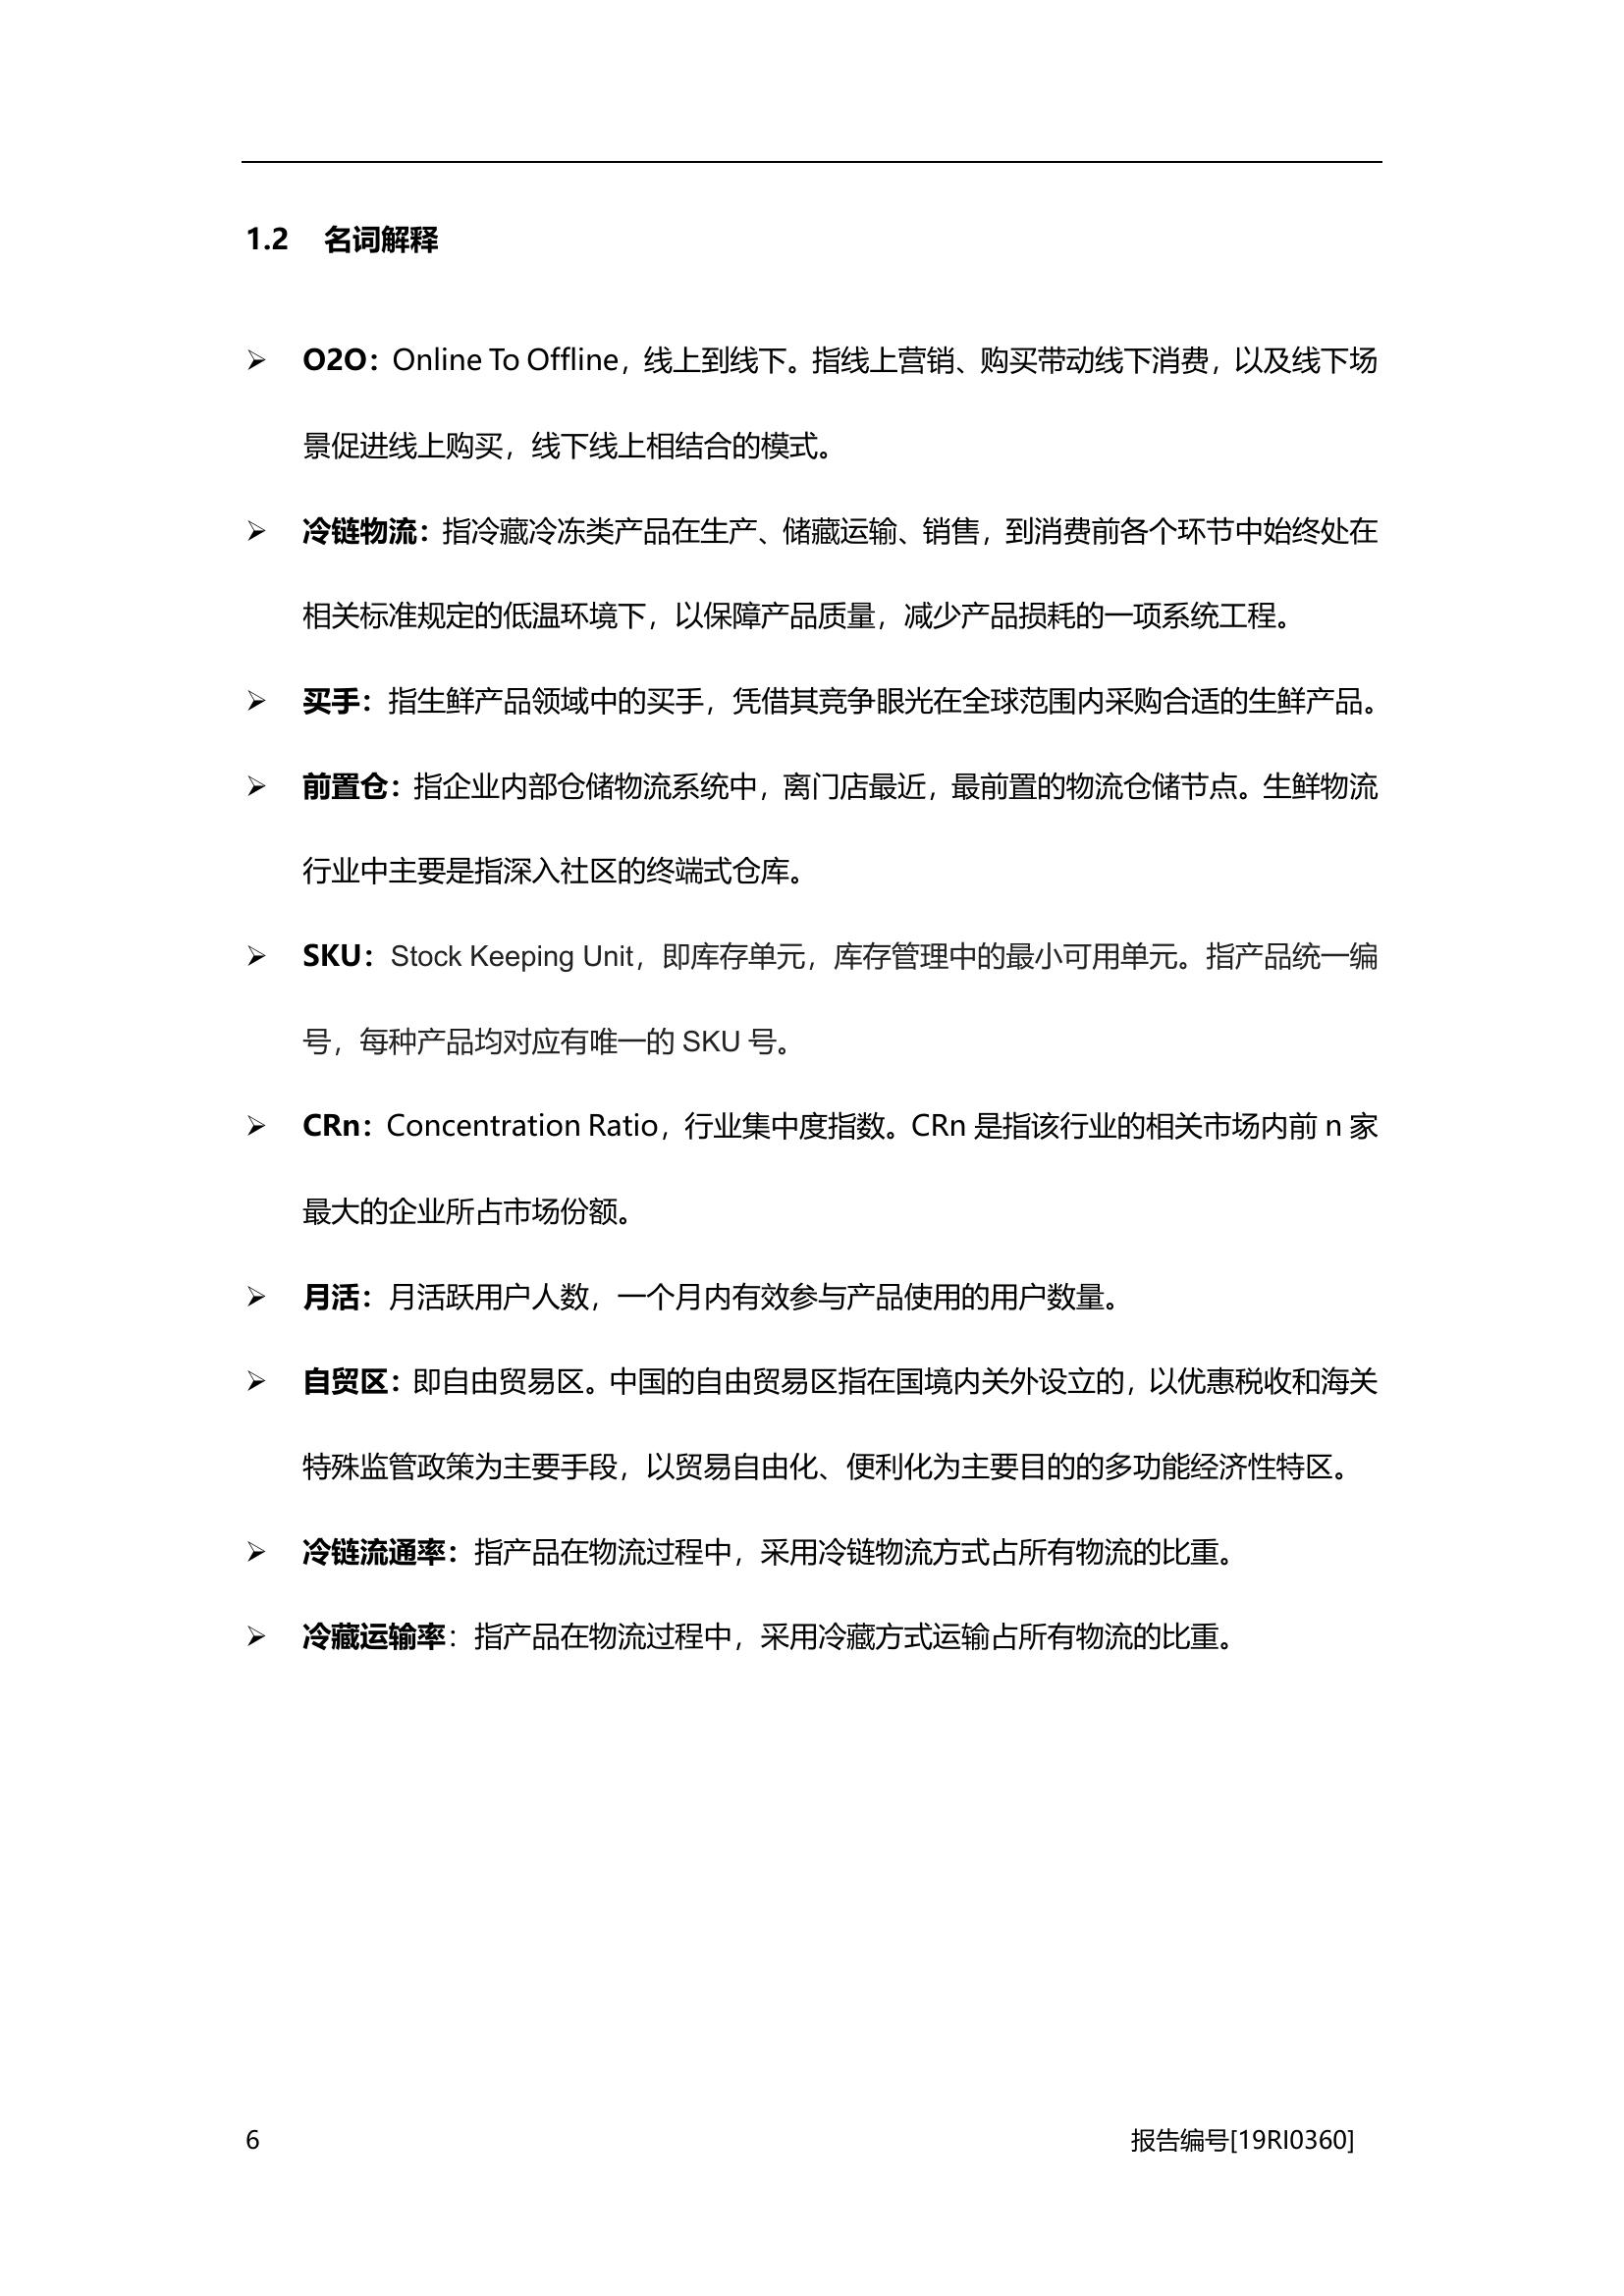 1.2 名词解释
➢ O2O：Online To Offline，线上到线下。指线上营销、购买带动线下消费，以及线下场
景促进线上购买，线下线上相结合的模式。
➢ 冷链物流：指冷藏冷冻类产品在生产、储藏运输、销售，到消费前各个环节中始终处在
相关标准规定的低温环境下，以保障产品质量，减少产品损耗的一项系统工程。
➢ 买手：指生鲜产品领域中的买手，凭借其竞争眼光在全球范围内采购合适的生鲜产品。
➢ 前置仓：指企业内部仓储物流系统中，离门店最近，最前置的物流仓储节点。生鲜物流
行业中主要是指深入社区的终端式仓库。
➢ SKU：Stock Keeping Unit，即库存单元，库存管理中的最小可用单元。指产品统一编
号，每种产品均对应有唯一的 SKU 号。
➢ CRn：Concentration Ratio，行业集中度指数。CRn 是指该行业的相关市场内前 n 家
最大的企业所占市场份额。
➢ 月活：月活跃用户人数，一个月内有效参与产品使用的用户数量。
➢ 自贸区：即自由贸易区。中国的自由贸易区指在国境内关外设立的，以优惠税收和海关
特殊监管政策为主要手段，以贸易自由化、便利化为主要目的的多功能经济性特区。
➢ 冷链流通率：指产品在物流过程中，采用冷链物流方式占所有物流的比重。
➢ 冷藏运输率：指产品在物流过程中，采用冷藏方式运输占所有物流的比重。
6 报告编号[19RI0360]